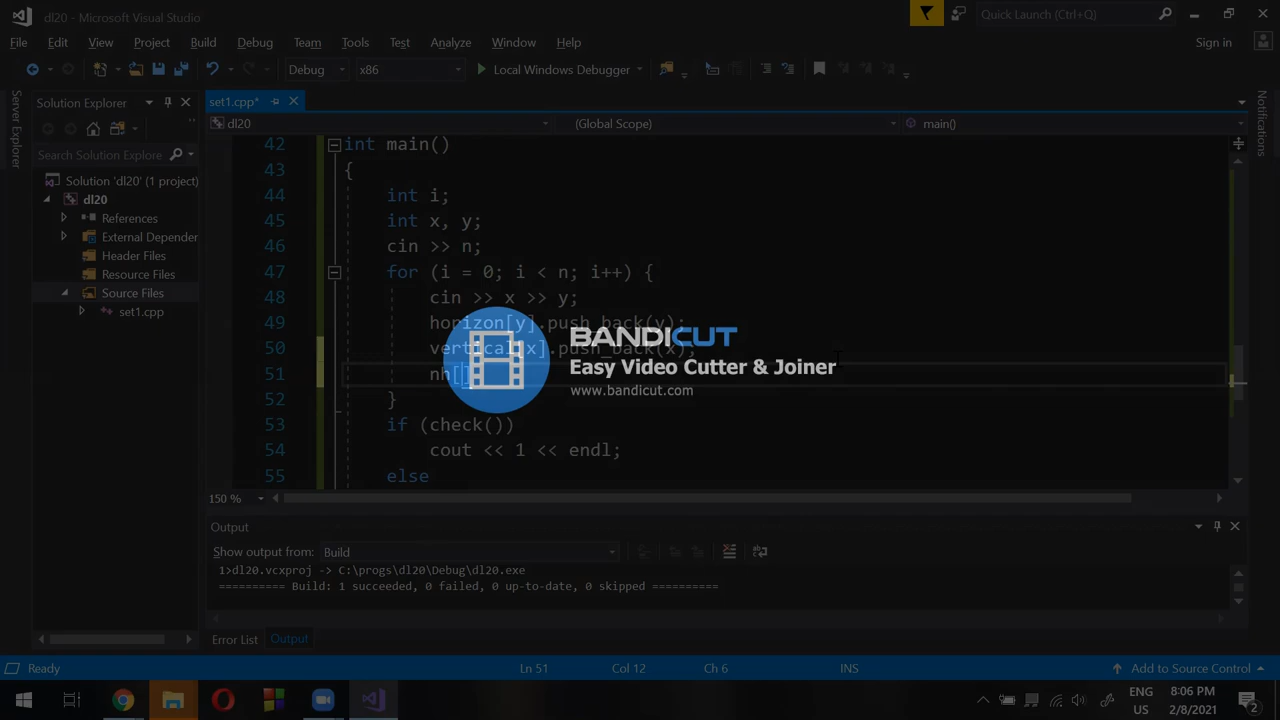 dl20 - Microsoft Visual Studio
Quick Launch (Ctrl+Q)
File Edit View Project Build Debug Team Tools Test Analyze Window Help
Sign in
Debug x86 Local Windows Debugger
Server Explorer
Solution Explorer
Search Solution Explore
Solution 'dl20' (1 project)
dl20
References
External Depender
Header Files
Resource Files
Source Files
set1.cpp
set1.cpp*
dl20 (Global Scope) main()
42 int main()
43 {
44 int i;
45 int x, y;
46 cin >> n;
47 for (i = 0; i < n; i++) {
48 cin >> x >> y;
49 horizon[y].push_back(y);
50 vertical[x].push_back(x);
51 nh[]
52 }
53 if (check())
54 cout << 1 << endl;
55 else
BANDICUT
Easy Video Cutter & Joiner
www.bandicut.com
150 %
Notifications
Output
Show output from: Build
1>dl20.vcxproj -> C:\progs\dl20\Debug\dl20.exe
========== Build: 1 succeeded, 0 failed, 0 up-to-date, 0 skipped ==========
Error List Output
Ready Ln 51 Col 12 Ch 6 INS Add to Source Control
ENG
US
8:06 PM
2/8/2021
2